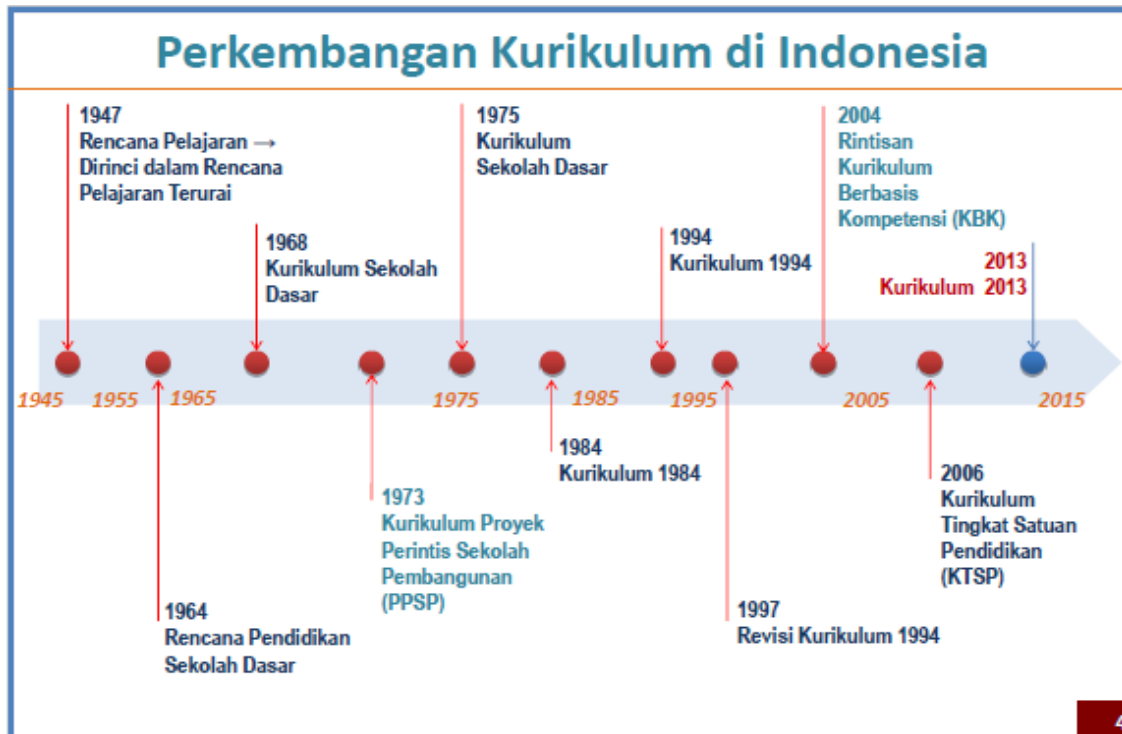 Perkembangan Kurikulum di Indonesia
1947
Rencana Pelajaran →
Dirinci dalam Rencana
Pelajaran Terurai
1975
Kurikulum
Sekolah Dasar
2004
Rintisan
Kurikulum
Berbasis
Kompetensi (KBK)
1968
Kurikulum Sekolah
Dasar
1994
Kurikulum 1994
2013
Kurikulum 2013
1945
1955
1965
1975
1985
1995
2005
2015
1964
Rencana Pendidikan
Sekolah Dasar
1973
Kurikulum Proyek
Perintis Sekolah
Pembangunan
(PPSP)
1984
Kurikulum 1984
1997
Revisi Kurikulum 1994
2006
Kurikulum
Tingkat Satuan
Pendidikan
(KTSP)